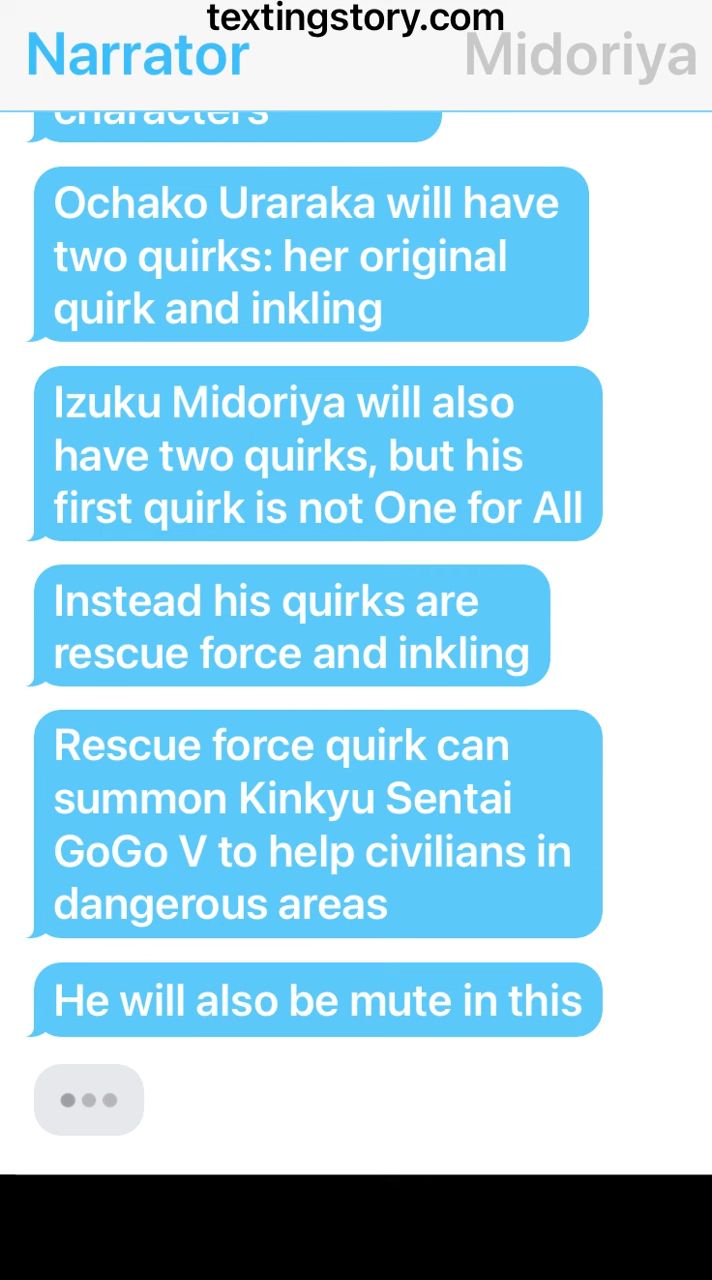 textingstory.com
Narrator Midoriya
characters
Ochako Uraraka will have
two quirks: her original
quirk and inkling
Izuku Midoriya will also
have two quirks, but his
first quirk is not One for All
Instead his quirks are
rescue force and inkling
Rescue force quirk can
summon Kinkyu Sentai
GoGo V to help civilians in
dangerous areas
He will also be mute in this